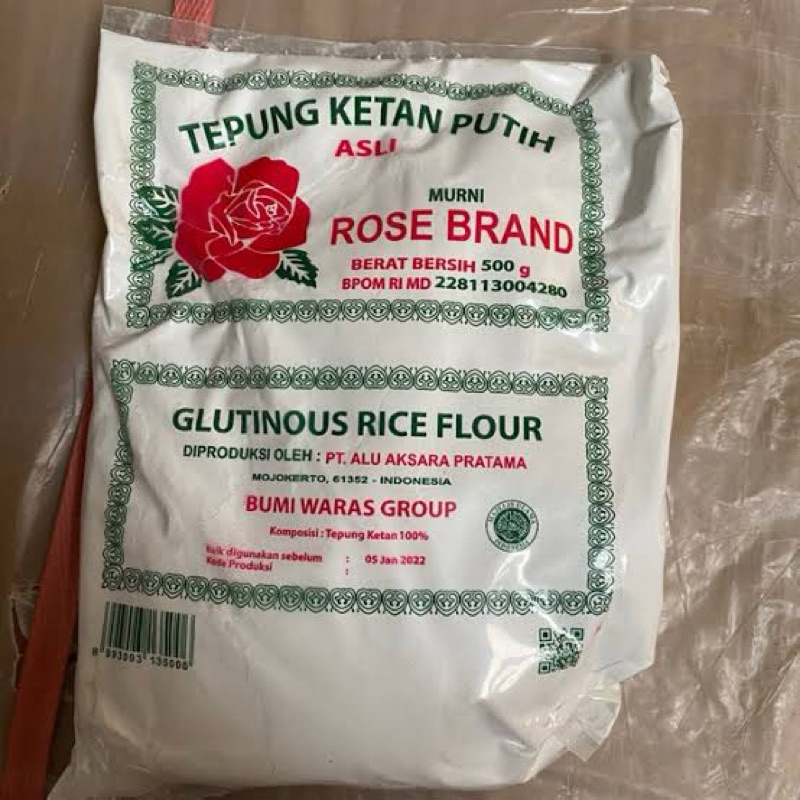 TEPUNG KETAN PUTIH
ASLI
MURNI
ROSE BRAND
BERAT BERSIH 500 g
BPOM RI MD 228113004280
GLUTINOUS RICE FLOUR
DIPRODUKSI OLEH : PT. ALU AKSARA PRATAMA
MOJOKERTO, 61352 - INDONESIA
BUMI WARAS GROUP
Komposisi : Tepung Ketan 100%
Baik digunakan sebelum : 05 Jan 2022
Kode Produksi :